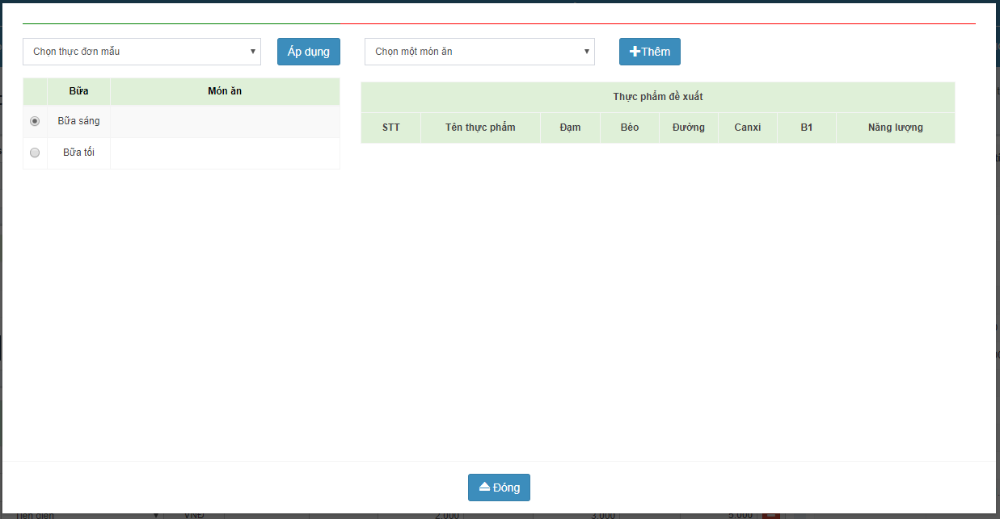 Chọn thực đơn mẫu
Áp dụng
Chọn một món ăn
Thêm
Bữa Món ăn
Bữa sáng
Bữa tối
Thực phẩm đề xuất
STT Tên thực phẩm Đạm Béo Đường Canxi B1 Năng lượng
Đóng
VNĐ 2.000 3.000 5.000